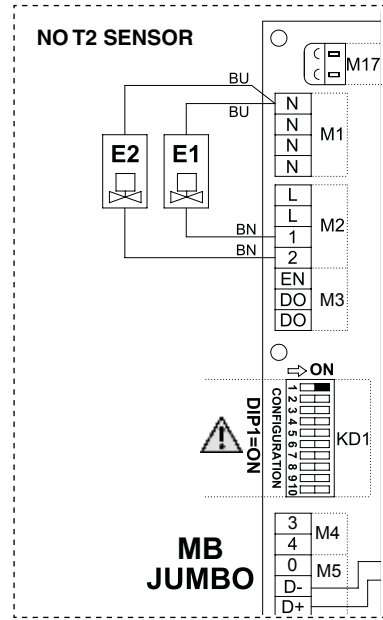 NO T2 SENSOR
M17
BU
BU
N
N
N
N
M1
E2
E1
L
L
1
2
M2
BN
BN
EN
DO
DO
M3
ON
1 2 3 4 5 6 7 8 9 10
CONFIGURATION
DIP1=ON
KD1
3
4
M4
MB
JUMBO
0
D-
D+
M5